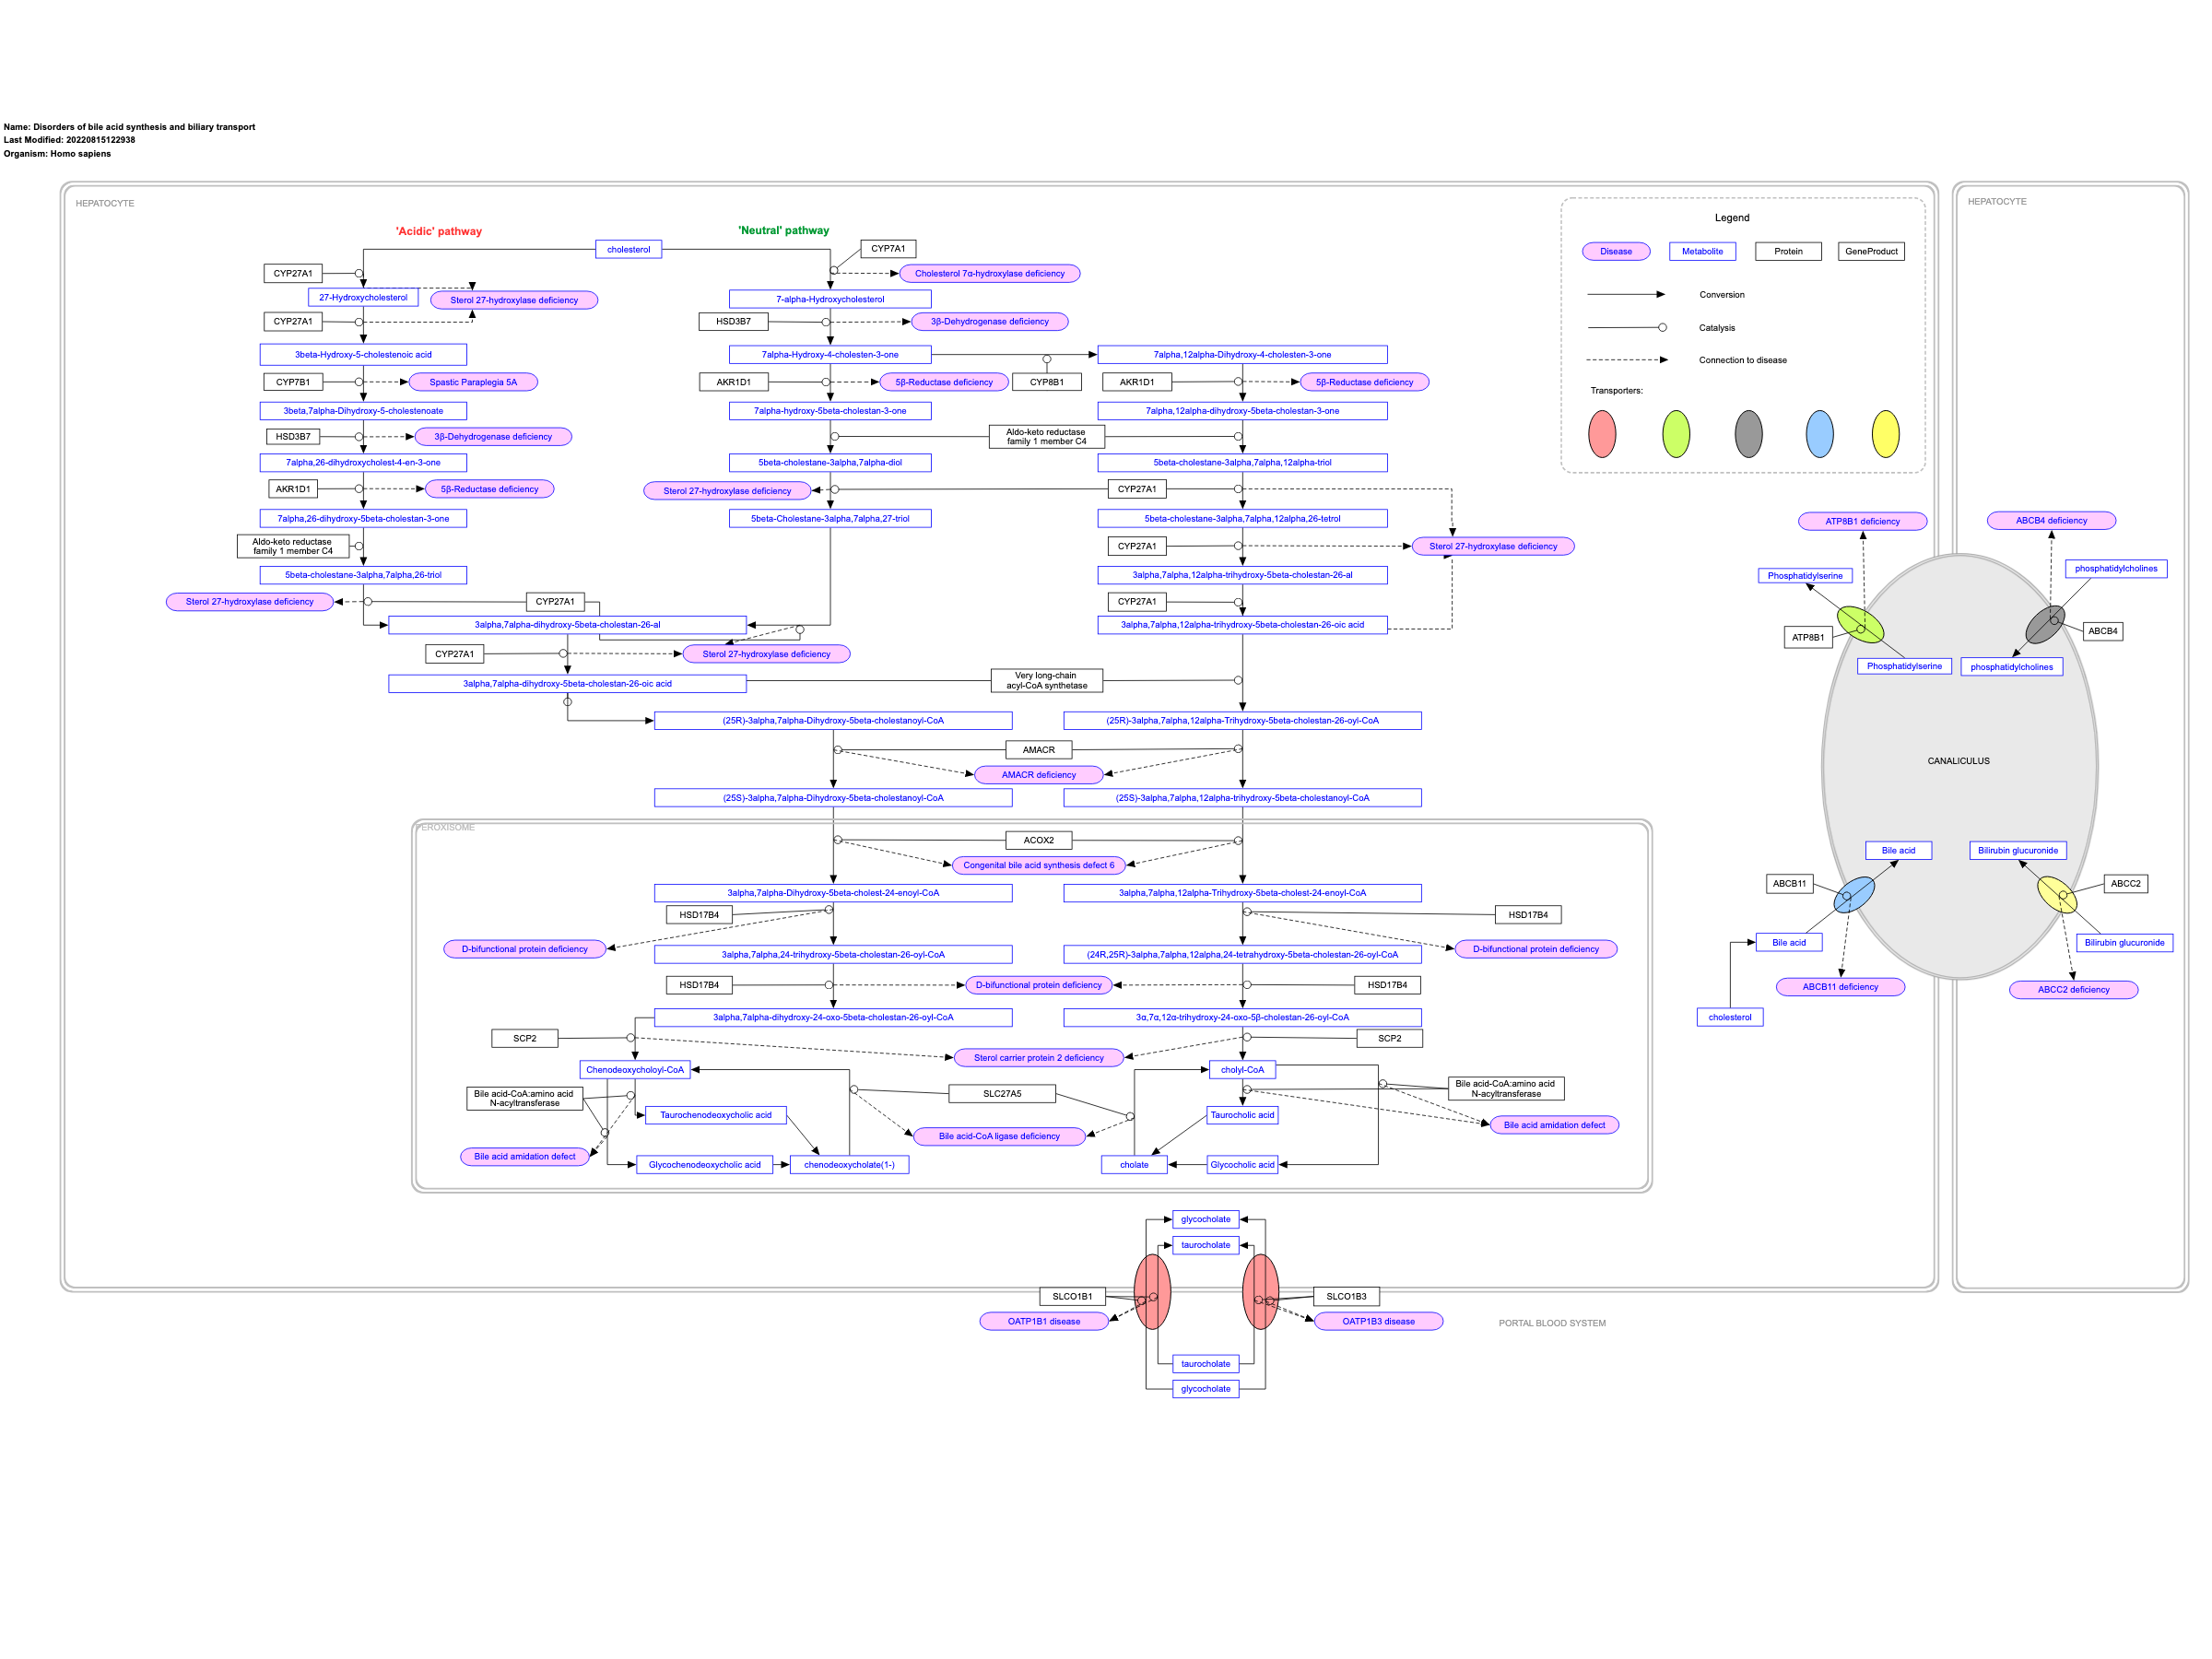 Name: Disorders of bile acid synthesis and biliary transport
Last Modified: 20220815122938
Organism: Homo sapiens
HEPATOCYTE
HEPATOCYTE
'Acidic' pathway
'Neutral' pathway
Legend
cholesterol
CYP7A1
Disease
Metabolite
Protein
GeneProduct
CYP27A1
Cholesterol 7α-hydroxylase deficiency
27-Hydroxycholesterol
Sterol 27-hydroxylase deficiency
7-alpha-Hydroxycholesterol
Conversion
CYP27A1
HSD3B7
3β-Dehydrogenase deficiency
Catalysis
3beta-Hydroxy-5-cholestenoic acid
7alpha-Hydroxy-4-cholesten-3-one
7alpha,12alpha-Dihydroxy-4-cholesten-3-one
Connection to disease
CYP7B1
Spastic Paraplegia 5A
AKR1D1
5β-Reductase deficiency
CYP8B1
AKR1D1
5β-Reductase deficiency
Transporters:
3beta,7alpha-Dihydroxy-5-cholestenoate
7alpha-hydroxy-5beta-cholestan-3-one
7alpha,12alpha-dihydroxy-5beta-cholestan-3-one
HSD3B7
3β-Dehydrogenase deficiency
Aldo-keto reductase
family 1 member C4
7alpha,26-dihydroxycholest-4-en-3-one
5beta-cholestane-3alpha,7alpha-diol
5beta-cholestane-3alpha,7alpha,12alpha-triol
AKR1D1
5β-Reductase deficiency
Sterol 27-hydroxylase deficiency
CYP27A1
7alpha,26-dihydroxy-5beta-cholestan-3-one
5beta-Cholestane-3alpha,7alpha,27-triol
5beta-cholestane-3alpha,7alpha,12alpha,26-tetrol
ATP8B1 deficiency
ABCB4 deficiency
Aldo-keto reductase
family 1 member C4
CYP27A1
Sterol 27-hydroxylase deficiency
5beta-cholestane-3alpha,7alpha,26-triol
3alpha,7alpha,12alpha-trihydroxy-5beta-cholestan-26-al
Phosphatidylserine
phosphatidylcholines
Sterol 27-hydroxylase deficiency
CYP27A1
CYP27A1
3alpha,7alpha-dihydroxy-5beta-cholestan-26-al
3alpha,7alpha,12alpha-trihydroxy-5beta-cholestan-26-oic acid
ATP8B1
ABCB4
CYP27A1
Sterol 27-hydroxylase deficiency
Phosphatidylserine
phosphatidylcholines
3alpha,7alpha-dihydroxy-5beta-cholestan-26-oic acid
Very long-chain
acyl-CoA synthetase
(25R)-3alpha,7alpha-Dihydroxy-5beta-cholestanoyl-CoA
(25R)-3alpha,7alpha,12alpha-Trihydroxy-5beta-cholestan-26-oyl-CoA
AMACR
CANALICULUS
AMACR deficiency
(25S)-3alpha,7alpha-Dihydroxy-5beta-cholestanoyl-CoA
(25S)-3alpha,7alpha,12alpha-trihydroxy-5beta-cholestanoyl-CoA
PEROXISOME
ACOX2
Bile acid
Bilirubin glucuronide
Congenital bile acid synthesis defect 6
3alpha,7alpha-Dihydroxy-5beta-cholest-24-enoyl-CoA
3alpha,7alpha,12alpha-Trihydroxy-5beta-cholest-24-enoyl-CoA
ABCB11
ABCC2
HSD17B4
HSD17B4
D-bifunctional protein deficiency
D-bifunctional protein deficiency
Bile acid
Bilirubin glucuronide
3alpha,7alpha,24-trihydroxy-5beta-cholestan-26-oyl-CoA
(24R,25R)-3alpha,7alpha,12alpha,24-tetrahydroxy-5beta-cholestan-26-oyl-CoA
HSD17B4
D-bifunctional protein deficiency
HSD17B4
ABCB11 deficiency
ABCC2 deficiency
3alpha,7alpha-dihydroxy-24-oxo-5beta-cholestan-26-oyl-CoA
3α,7α,12α-trihydroxy-24-oxo-5β-cholestan-26-oyl-CoA
cholesterol
SCP2
SCP2
Sterol carrier protein 2 deficiency
Chenodeoxycholoyl-CoA
cholyl-CoA
Bile acid-CoA:amino acid
N-acyltransferase
SLC27A5
Bile acid-CoA:amino acid
N-acyltransferase
Taurochenodeoxycholic acid
Taurocholic acid
Bile acid amidation defect
Bile acid-CoA ligase deficiency
Bile acid amidation defect
Glycochenodeoxycholic acid
chenodeoxycholate(1-)
cholate
Glycocholic acid
glycocholate
taurocholate
SLCO1B1
SLCO1B3
OATP1B1 disease
OATP1B3 disease
PORTAL BLOOD SYSTEM
taurocholate
glycocholate